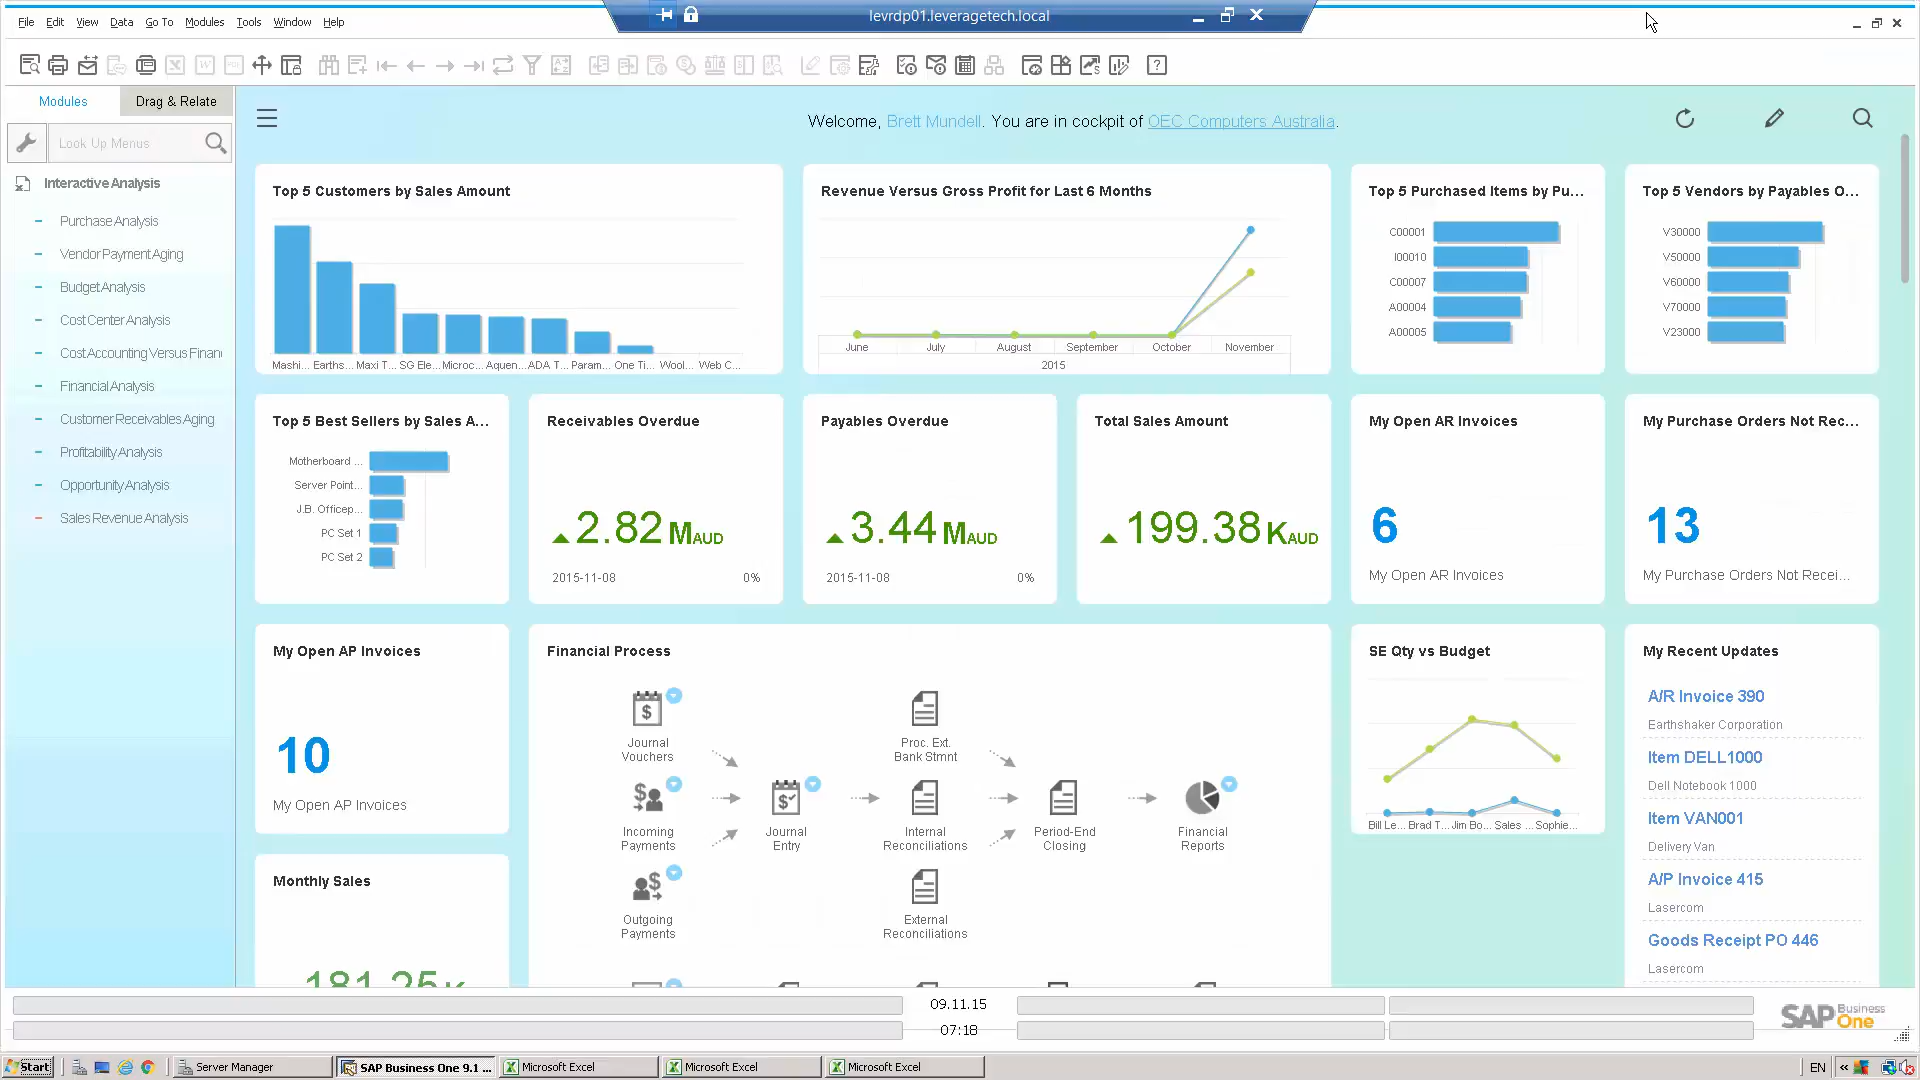 levrdp01.leveragetech.local
File Edit View Data Go To Modules Tools Window Help
Modules
Drag & Relate
Look Up Menus
Interactive Analysis
Purchase Analysis
Vendor Payment Aging
Budget Analysis
Cost Center Analysis
Cost Accounting Versus Finan
Financial Analysis
Customer Receivables Aging
Profitability Analysis
Opportunity Analysis
Sales Revenue Analysis
Welcome, Brett Mundell. You are in cockpit of OEC Computers Australia.
Top 5 Customers by Sales Amount
Mashi... Earths... Maxi T... SG Ele... Microc... Aquen... ADA T... Param... One Ti... Wool... Web C...
Revenue Versus Gross Profit for Last 6 Months
June July August September October November
2015
Top 5 Purchased Items by Pu...
C00001
I00010
C00007
A00004
A00005
Top 5 Vendors by Payables O...
V30000
V50000
V60000
V70000
V23000
Top 5 Best Sellers by Sales A...
Motherboard ...
Server Point...
J.B. Officep...
PC Set 1
PC Set 2
Receivables Overdue
2.82 MAUD
2015-11-08 0%
Payables Overdue
3.44 MAUD
2015-11-08 0%
Total Sales Amount
199.38 KAUD
My Open AR Invoices
6
My Open AR Invoices
My Purchase Orders Not Rec...
13
My Purchase Orders Not Recei...
My Open AP Invoices
10
My Open AP Invoices
Monthly Sales
181.25K
Financial Process
Journal
Vouchers
Proc. Ext.
Bank Stmnt
Incoming
Payments
Journal
Entry
Internal
Reconciliations
Period-End
Closing
Financial
Reports
Outgoing
Payments
External
Reconciliations
SE Qty vs Budget
Bill Le... Brad T... Jim Bo... Sales ... Sophie...
My Recent Updates
A/R Invoice 390
Earthshaker Corporation
Item DELL1000
Dell Notebook 1000
Item VAN001
Delivery Van
A/P Invoice 415
Lasercom
Goods Receipt PO 446
Lasercom
09.11.15
07:18
SAP Business One
Start
Server Manager
SAP Business One 9.1 ...
Microsoft Excel
Microsoft Excel
Microsoft Excel
EN